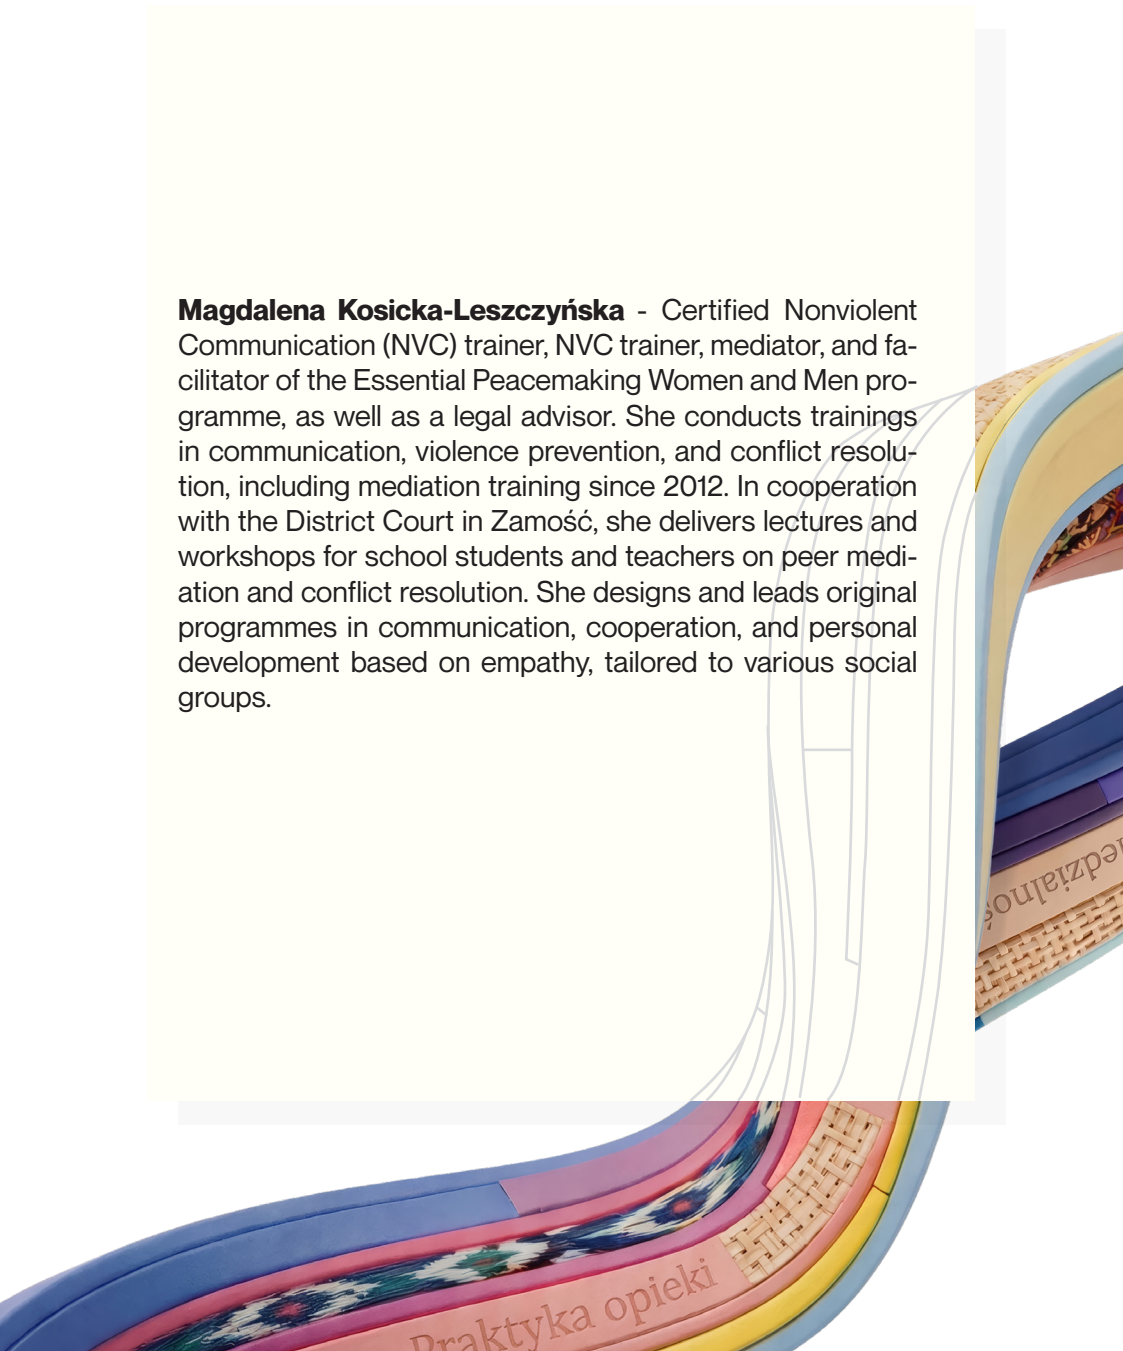 Magdalena Kosicka-Leszczyńska - Certified Nonviolent
Communication (NVC) trainer, NVC trainer, mediator, and fa-
cilitator of the Essential Peacemaking Women and Men pro-
gramme, as well as a legal advisor. She conducts trainings
in communication, violence prevention, and conflict resolu-
tion, including mediation training since 2012. In cooperation
with the District Court in Zamość, she delivers lectures and
workshops for school students and teachers on peer medi-
ation and conflict resolution. She designs and leads original
programmes in communication, cooperation, and personal
development based on empathy, tailored to various social
groups.
Praktyka opieki